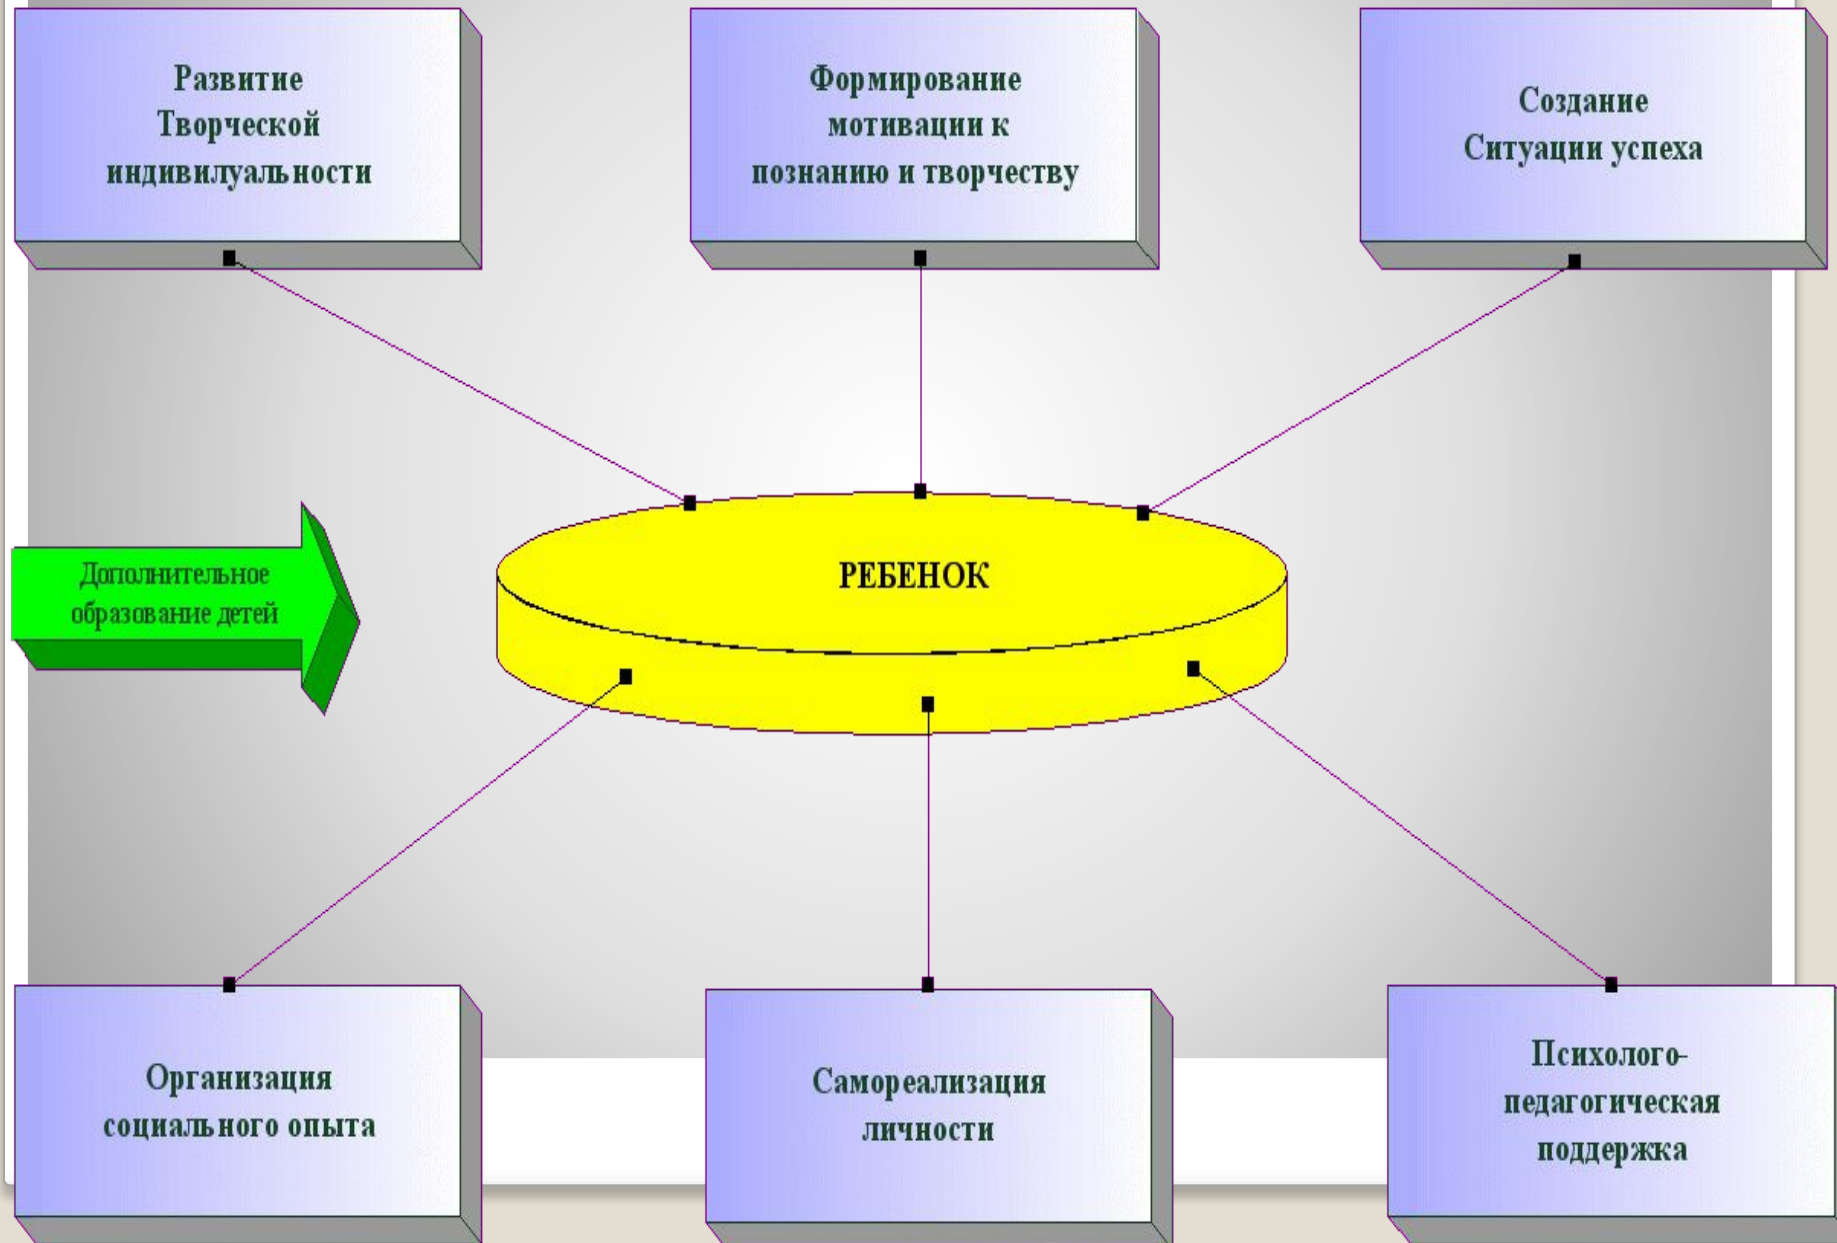 Развитие
Творческой
индивилуальности
Формирование
мотивации к
познанию и творчеству
Создание
Ситуации успеха
Дополнительное
образование детей
РЕБЕНОК
Организация
социального опыта
Самореализация
личности
Психолого-
педагогическая
поддержка